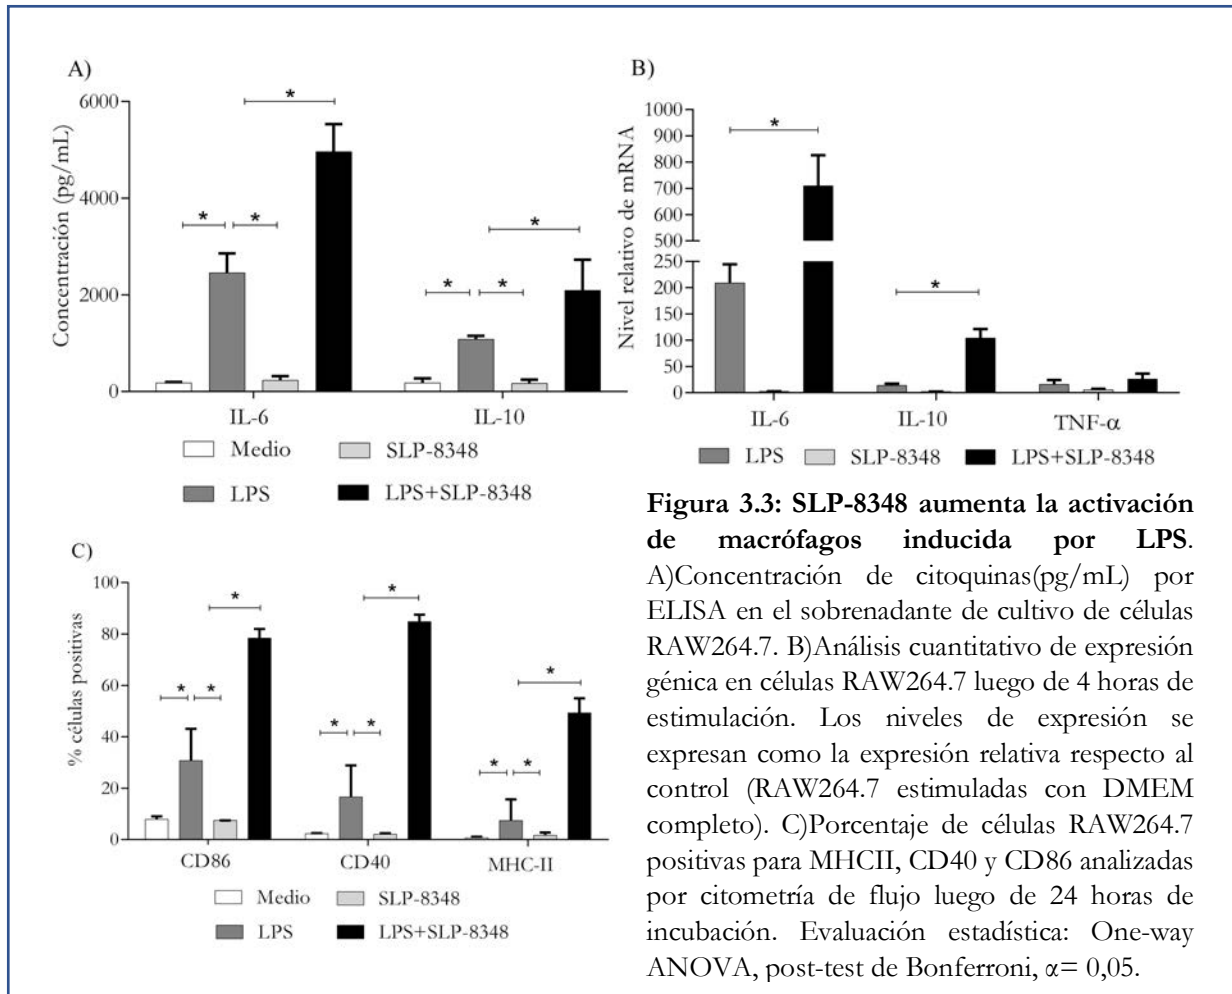 A)
6000
4000
2000
0
Concentración (pg/mL)
*
*
*
*
*
*
IL-6
IL-10
Medio
SLP-8348
LPS
LPS+SLP-8348
B)
1000
900
800
700
600
500
250
200
150
100
50
0
Nivel relativo de mRNA
*
*
IL-6
IL-10
TNF-α
LPS
SLP-8348
LPS+SLP-8348
C)
100
80
60
40
20
0
% células positivas
*
*
*
*
*
*
*
*
*
CD86
CD40
MHC-II
Medio
SLP-8348
LPS
LPS+SLP-8348
Figura 3.3: SLP-8348 aumenta la activación
de macrófagos inducida por LPS.
A)Concentración de citoquinas(pg/mL) por
ELISA en el sobrenadante de cultivo de células
RAW264.7. B)Análisis cuantitativo de expresión
génica en células RAW264.7 luego de 4 horas de
estimulación. Los niveles de expresión se
expresan como la expresión relativa respecto al
control (RAW264.7 estimuladas con DMEM
completo). C)Porcentaje de células RAW264.7
positivas para MHCII, CD40 y CD86 analizadas
por citometría de flujo luego de 24 horas de
incubación. Evaluación estadística: One-way
ANOVA, post-test de Bonferroni, α= 0,05.